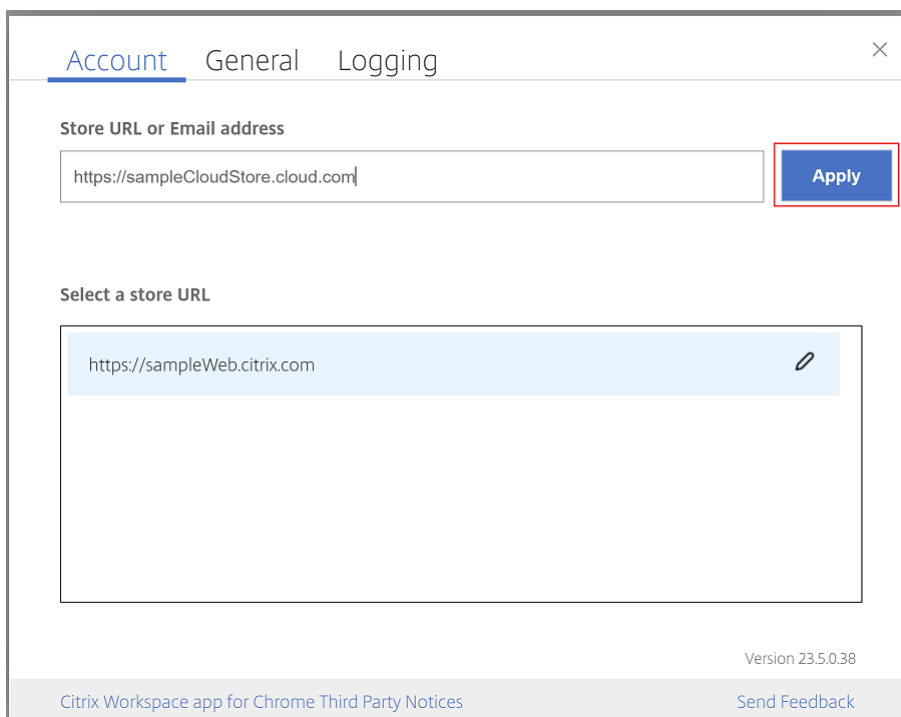 Account General Logging
Store URL or Email address
https://sampleCloudStore.cloud.com
Apply
Select a store URL
https://sampleWeb.citrix.com
Version 23.5.0.38
Citrix Workspace app for Chrome Third Party Notices
Send Feedback